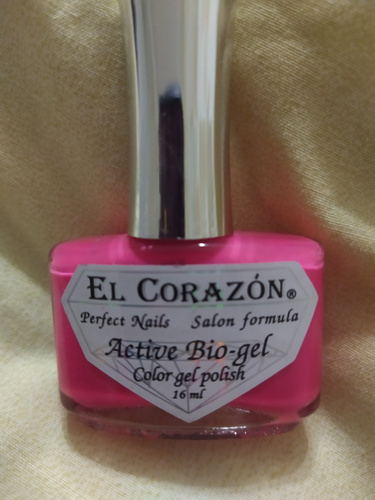 EL CORAZÓN®
Perfect Nails Salon formula
Active Bio-gel
Color gel polish
16 ml